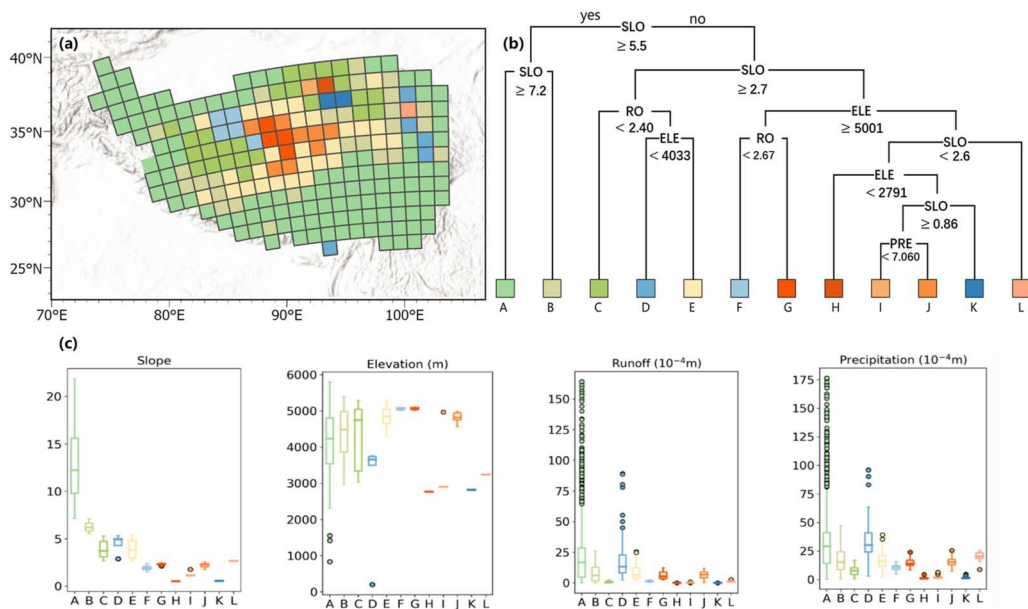 (a)
40°N
35°N
30°N
25°N
70°E 80°E 90°E 100°E
(b)
yes no
SLO
≥ 5.5
SLO
≥ 7.2
SLO
≥ 2.7
RO
< 2.40
ELE
≥ 5001
ELE
< 4033
RO
< 2.67
SLO
< 2.6
ELE
< 2791
SLO
≥ 0.86
PRE
< 7.060
A B C D E F G H I J K L
(c)
Slope
20
15
10
5
0
A B C D E F G H I J K L
Elevation (m)
6000
5000
4000
3000
2000
1000
0
A B C D E F G H I J K L
Runoff (10⁻⁴m)
150
125
100
75
50
25
0
A B C D E F G H I J K L
Precipitation (10⁻⁴m)
175
150
125
100
75
50
25
0
A B C D E F G H I J K L